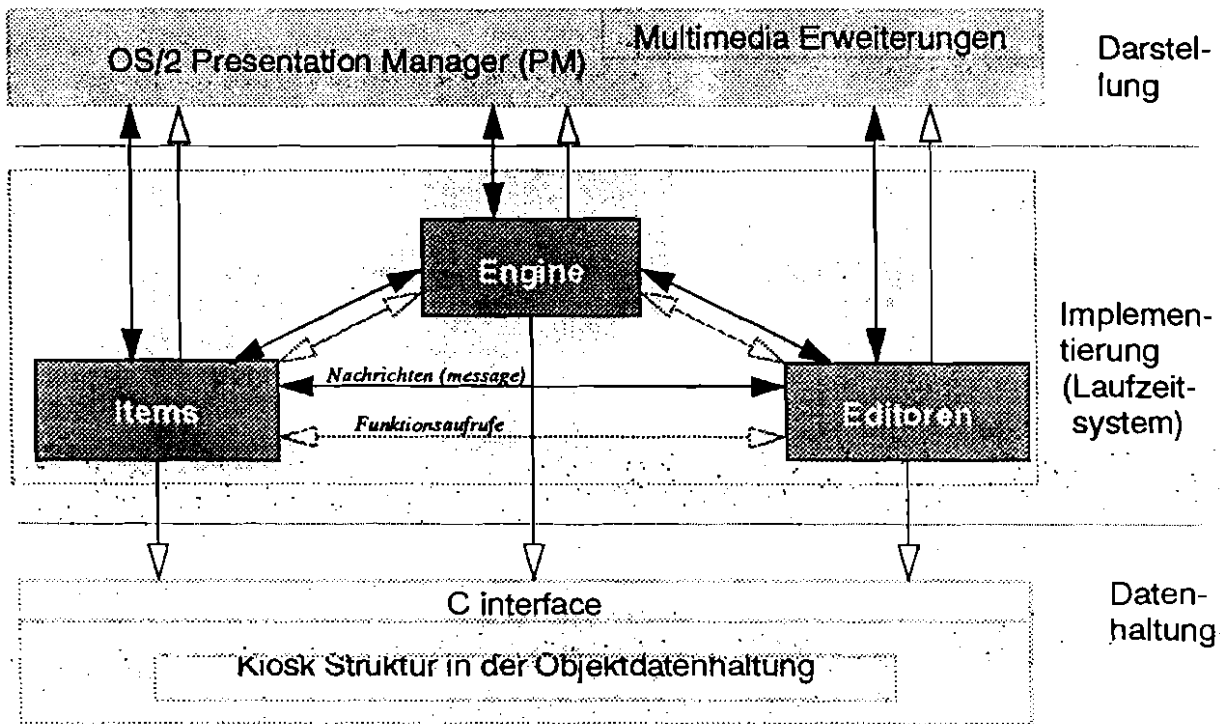 Multimedia Erweiterungen
OS/2 Presentation Manager (PM)
Darstel-
lung
Engine
Implemen-
tierung
(Laufzeit-
system)
Nachrichten (message)
Items
Editoren
Funktionsaufrufe
C interface
Daten-
haltung
Kiosk Struktur in der Objektdatenhaltung